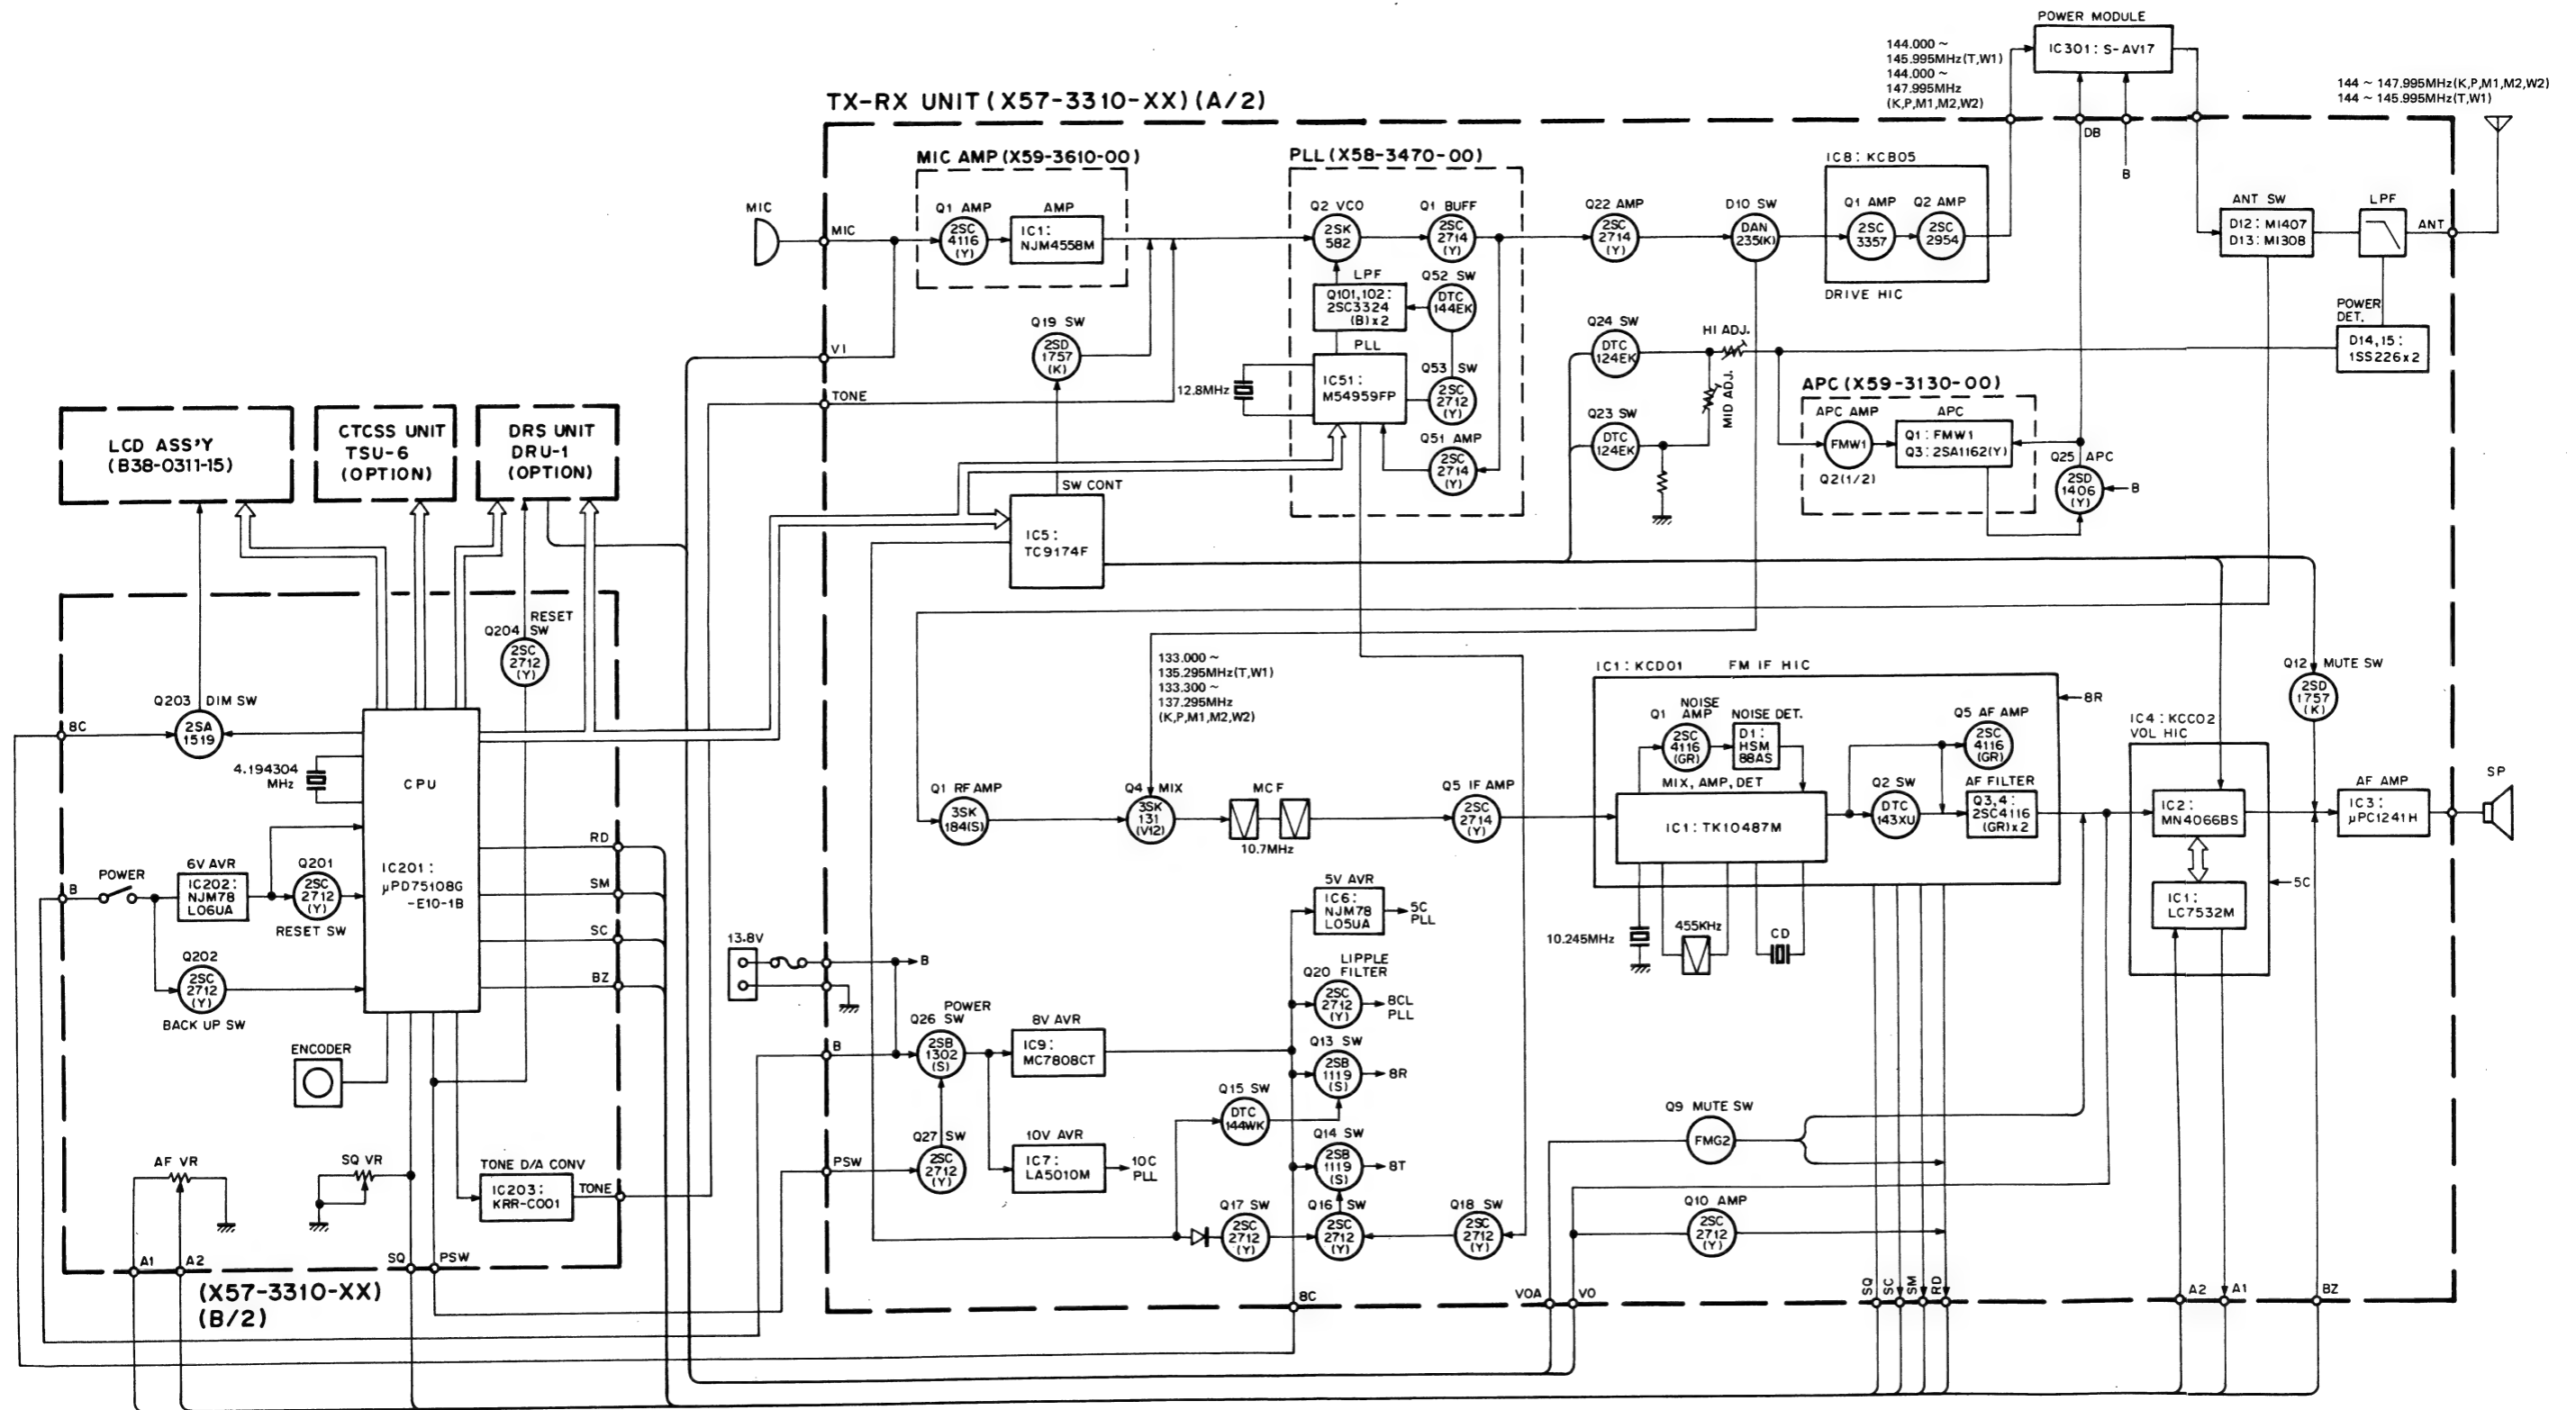 POWER MODULE
IC301: S-AV17
144.000 ~
145.995MHz(T,W1)
144.000 ~
147.995MHz
(K,P,M1,M2,W2)
144 ~ 147.995MHz(K,P,M1,M2,W2)
144 ~ 145.995MHz(T,W1)
TX-RX UNIT (X57-3310-XX) (A/2)
DB
B
MIC AMP (X59-3610-00)
PLL (X58-3470-00)
IC8: KCB05
MIC
MIC
Q1 AMP
2SC
4116
(Y)
AMP
IC1:
NJM4558M
Q2 VCO
2SK
582
Q1 BUFF
2SC
2714
(Y)
Q22 AMP
2SC
2714
(Y)
D10 SW
DAN
235(K)
Q1 AMP
2SC
3357
Q2 AMP
2SC
2954
DRIVE HIC
ANT SW
D12: MI407
D13: MI308
LPF
ANT
POWER
DET.
D14,15:
1SS226x2
LPF
Q101,102:
2SC3324
(B)x2
Q52 SW
DTC
144EK
PLL
IC51:
M54959FP
12.8MHz
Q53 SW
2SC
2712
(Y)
Q51 AMP
2SC
2714
(Y)
Q19 SW
2SD
1757
(K)
V1
TONE
Q24 SW
DTC
124EK
HI ADJ.
MID ADJ.
Q23 SW
DTC
124EK
APC (X59-3130-00)
APC AMP
FMW1
Q2(1/2)
APC
Q1: FMW1
Q3: 2SA1162(Y)
Q25 APC
2SD
1406
(Y)
B
LCD ASS'Y
(B38-0311-15)
CTCSS UNIT
TSU-6
(OPTION)
DRS UNIT
DRU-1
(OPTION)
SW CONT
IC5:
TC9174F
RESET
Q204 SW
2SC
2712
(Y)
Q203 DIM SW
2SA
1519
8C
4.194304
MHz
CPU
IC201:
μPD75108G
-E10-1B
B
POWER
6V AVR
IC202:
NJM78
L06UA
Q201
2SC
2712
(Y)
RESET SW
Q202
2SC
2712
(Y)
BACK UP SW
ENCODER
RD
SM
SC
BZ
AF VR
SQ VR
TONE D/A CONV
IC203:
KRR-C001
TONE
A1
A2
SQ
PSW
(X57-3310-XX)
(B/2)
133.000 ~
135.295MHz(T,W1)
133.300 ~
137.295MHz
(K,P,M1,M2,W2)
Q1 RF AMP
3SK
184(S)
Q4 MIX
3SK
131
(V12)
MCF
10.7MHz
Q5 IF AMP
2SC
2714
(Y)
IC1: KCD01 FM IF HIC
8R
NOISE
Q1 AMP
2SC
4116
(GR)
NOISE DET.
D1:
HSM
88AS
MIX, AMP, DET
IC1: TK10487M
Q5 AF AMP
2SC
4116
(GR)
Q2 SW
DTC
143XU
AF FILTER
Q3,4:
2SC4116
(GR)x2
10.245MHz
455KHz
CD
Q12 MUTE SW
2SD
1757
(K)
IC4: KCC02
VOL HIC
IC2:
MN4066BS
IC1:
LC7532M
5C
AF AMP
IC3:
μPC1241H
SP
13.8V
B
B
POWER
Q26 SW
2SB
1302
(S)
8V AVR
IC9:
MC7808CT
5V AVR
IC6:
NJM78
L05UA
5C
PLL
LIPPLE
Q20 FILTER
2SC
2712
(Y)
8CL
PLL
Q13 SW
2SB
1119
(S)
8R
Q15 SW
DTC
144WK
Q14 SW
2SB
1119
(S)
8T
PSW
Q27 SW
2SC
2712
(Y)
10V AVR
IC7:
LA5010M
10C
PLL
Q17 SW
2SC
2712
(Y)
Q16 SW
2SC
2712
(Y)
Q18 SW
2SC
2712
(Y)
Q9 MUTE SW
FMG2
Q10 AMP
2SC
2712
(Y)
8C
VOA
VO
SQ
SC
SM
RD
A2
A1
BZ